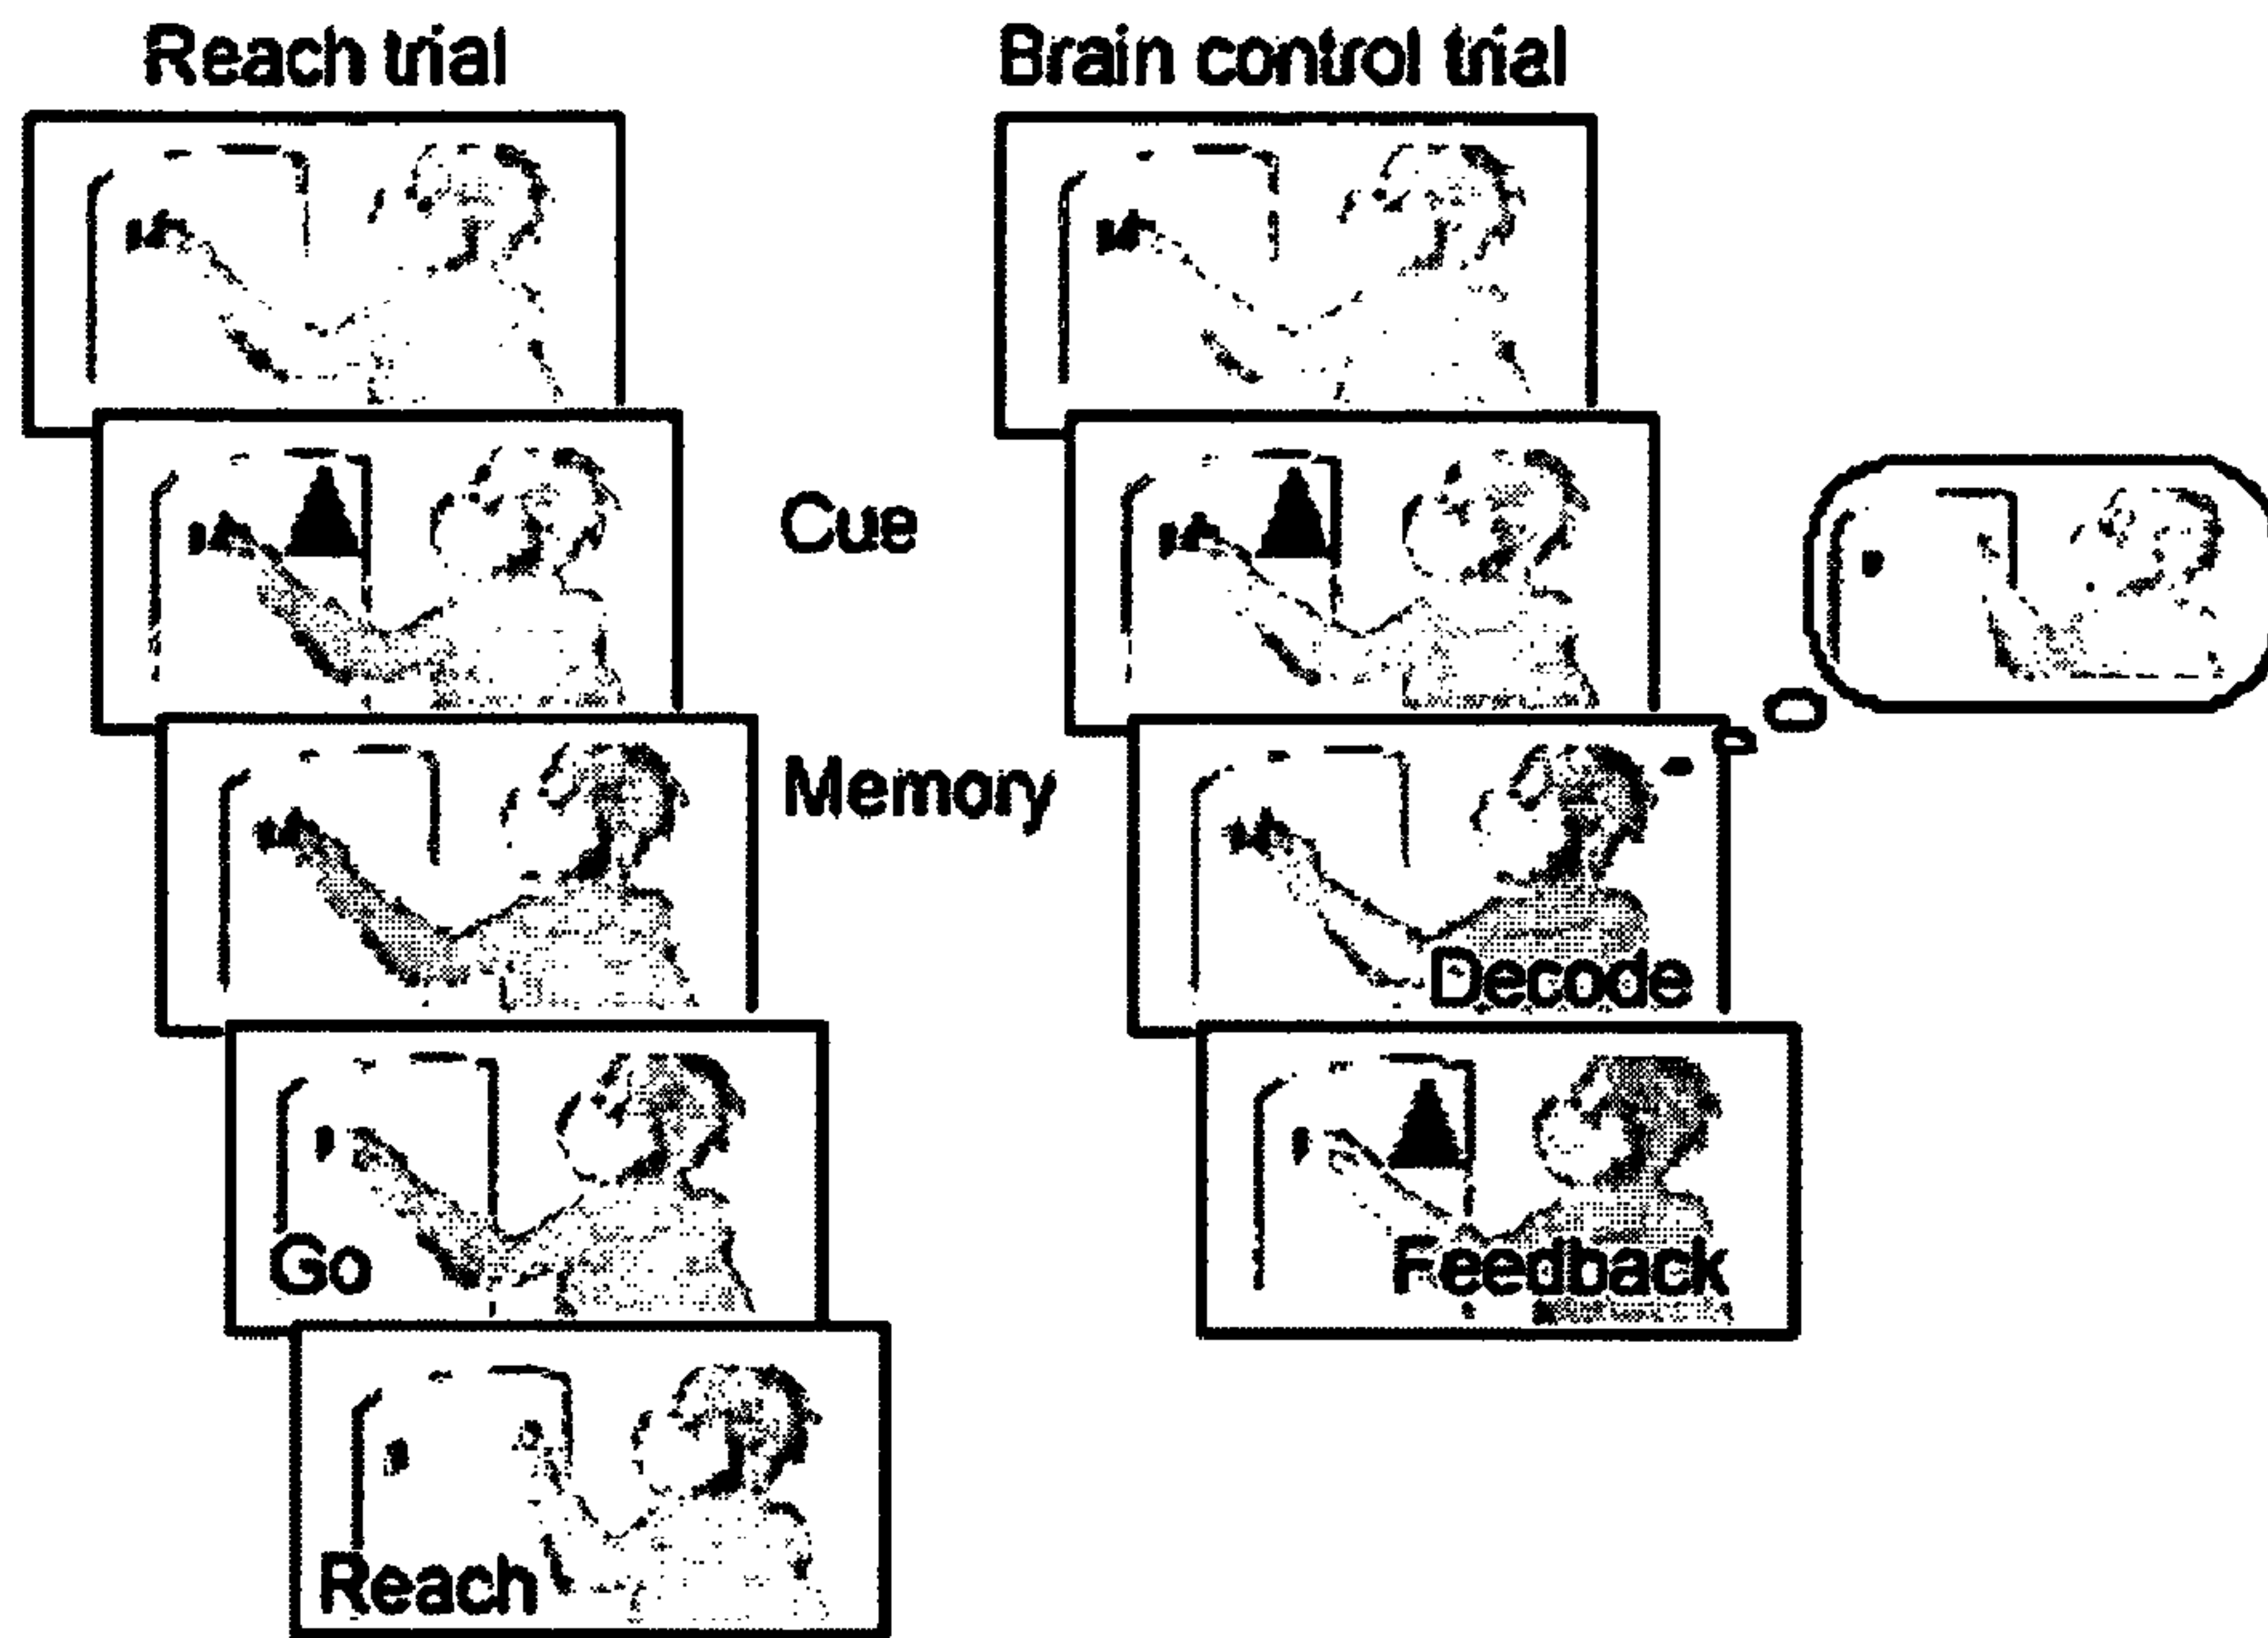 Reach trial
Brain control trial
Cue
Memory
Decode
Go
Feedback
Reach